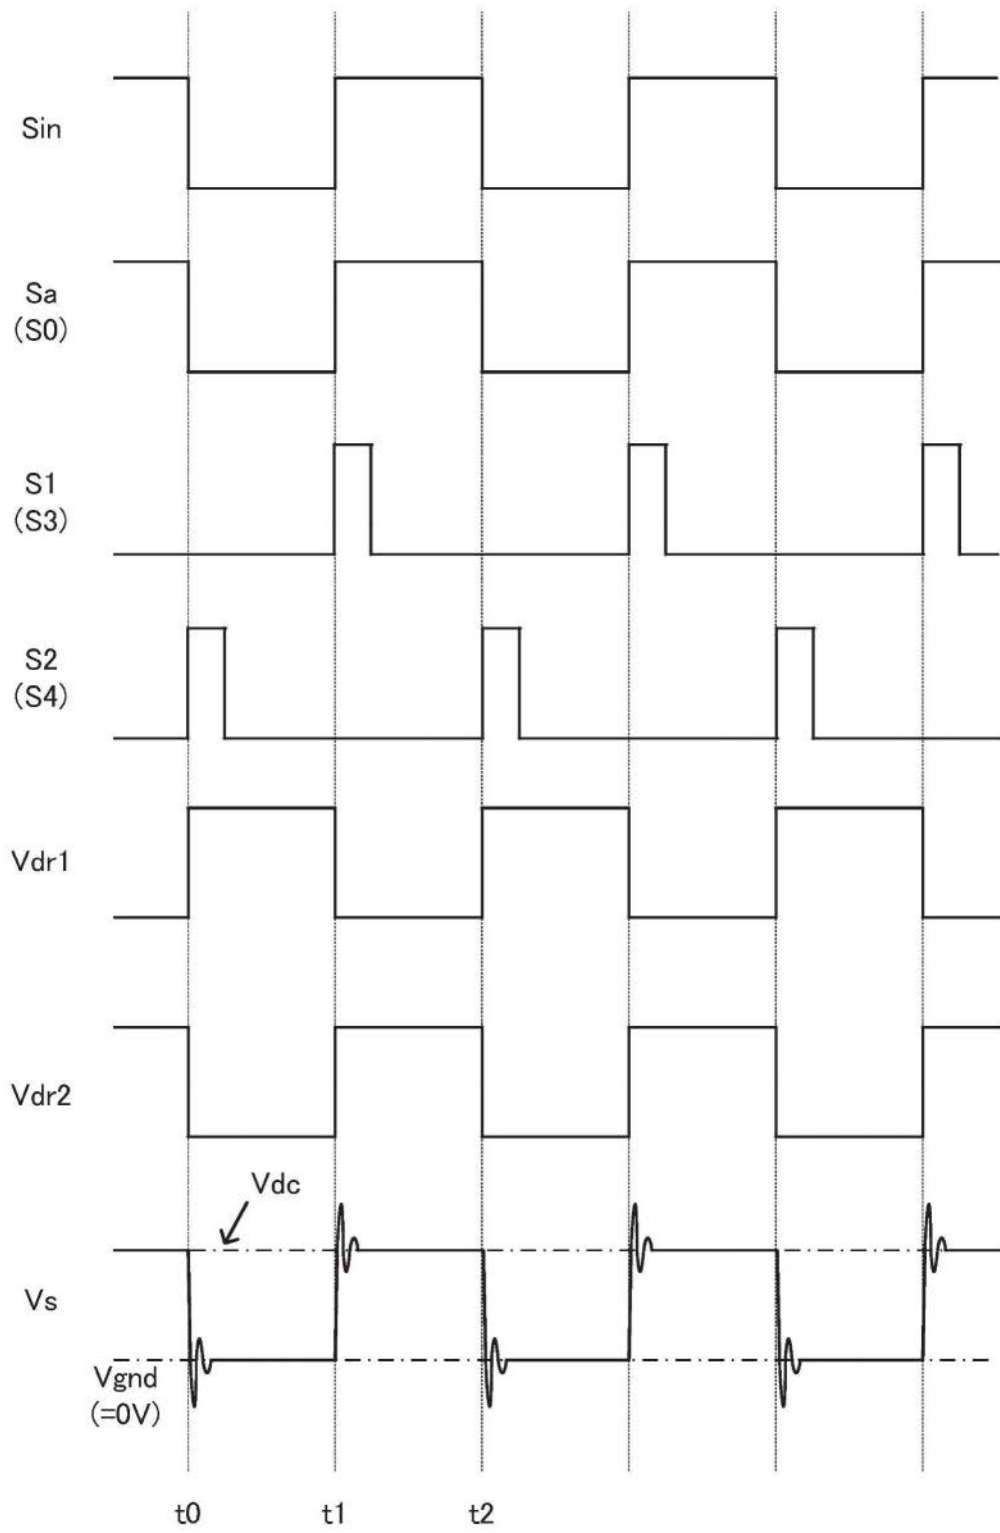 Sin
Sa
(S0)
S1
(S3)
S2
(S4)
Vdr1
Vdr2
Vdc
Vs
Vgnd
(=0V)
t0 t1 t2